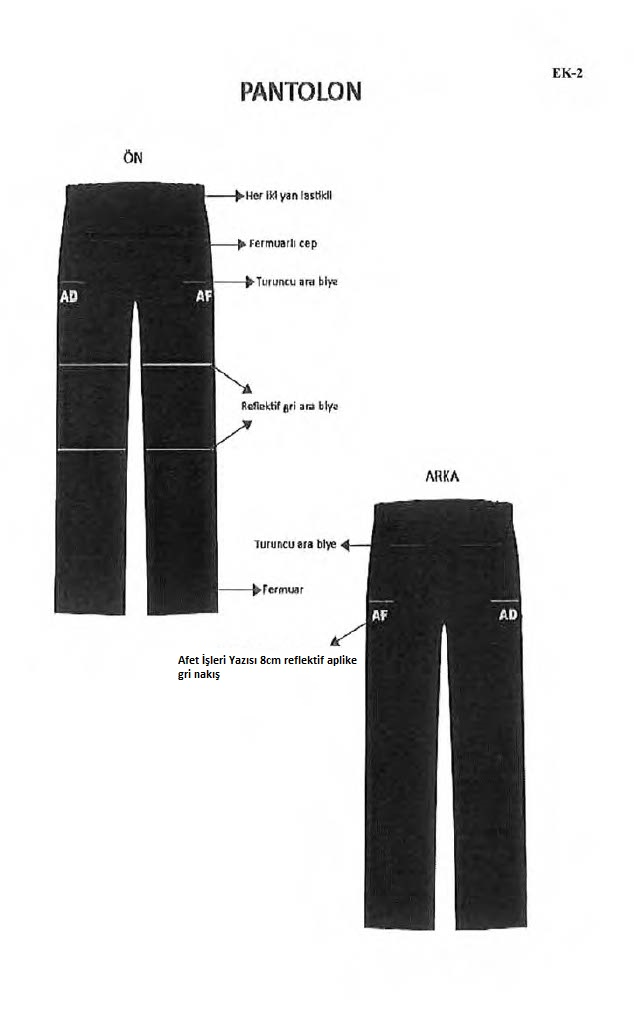 EK-2
PANTOLON
ÖN
Her iki yan lastikli
Fermuarlı cep
Turuncu ara biye
AD
AF
Reflektif gri ara biye
ARKA
Turuncu ara biye
Fermuar
AF
AD
Afet İşleri Yazısı 8cm reflektif aplike
gri nakış